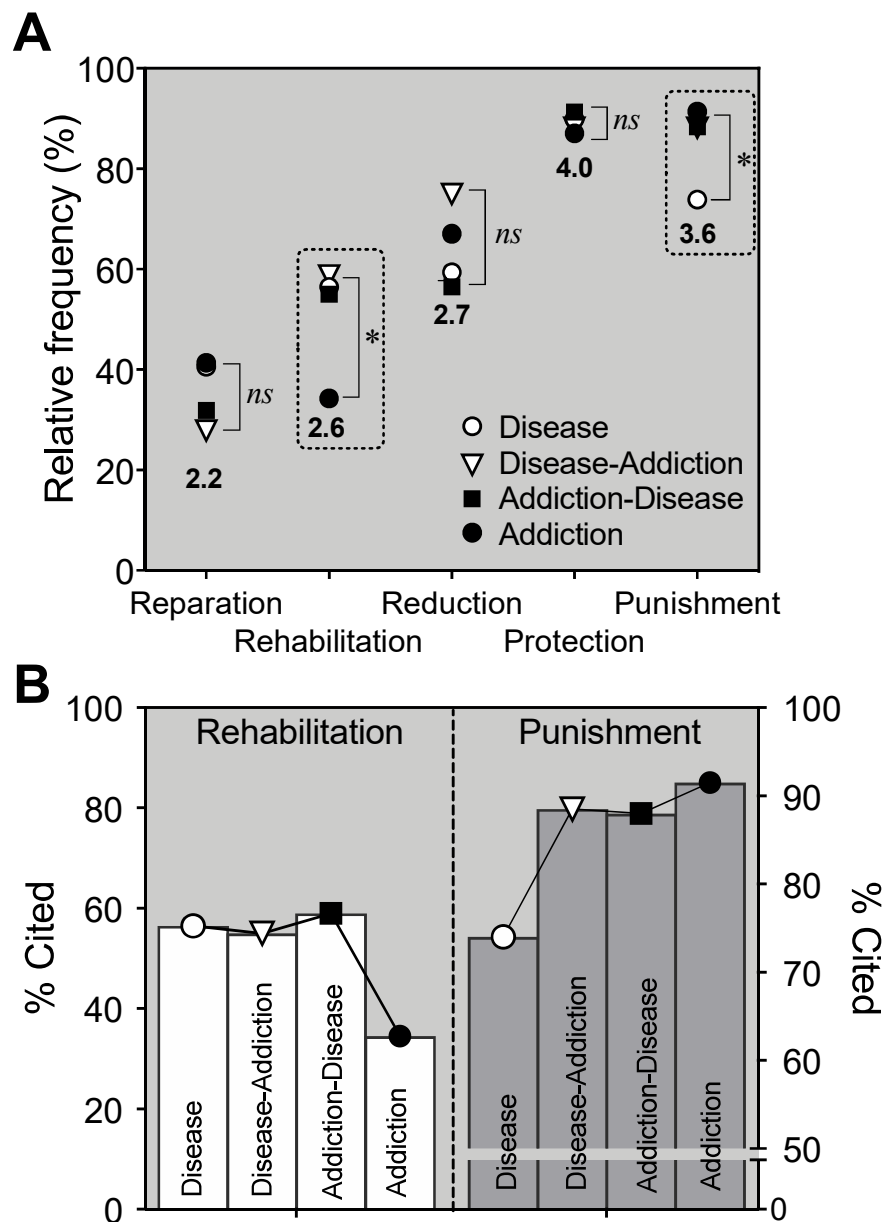 A
100
80
60
40
20
0
Relative frequency (%)
ns
2.2
*
2.6
ns
2.7
ns
4.0
*
3.6
Disease
Disease-Addiction
Addiction-Disease
Addiction
Reparation
Rehabilitation
Reduction
Protection
Punishment
B
100
80
60
40
20
0
% Cited
Rehabilitation
Disease
Disease-Addiction
Addiction-Disease
Addiction
Punishment
Disease
Disease-Addiction
Addiction-Disease
Addiction
100
90
80
70
60
50
0
% Cited